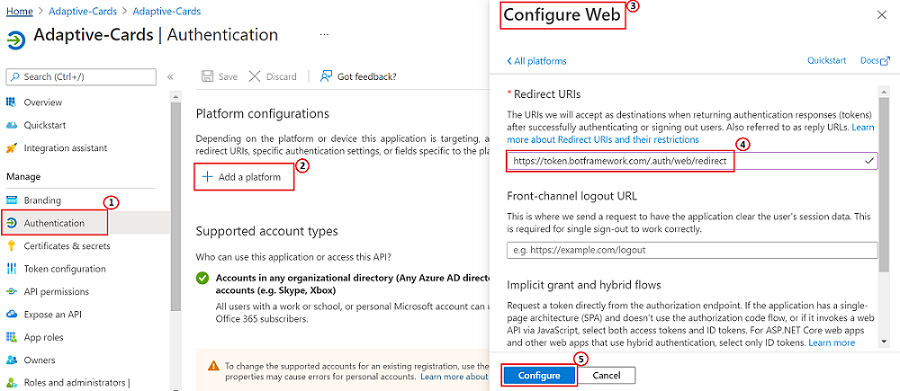 Home > Adaptive-Cards > Adaptive-Cards
Adaptive-Cards | Authentication ...
Search (Ctrl+/)
«
Overview
Quickstart
Integration assistant
Manage
Branding
1
Authentication
Certificates & secrets
Token configuration
API permissions
Expose an API
App roles
Owners
Roles and administrators |
Save
Discard
Got feedback?
Platform configurations
Depending on the platform or device this application is targeting, a
redirect URIs, specific authentication settings, or fields specific to the pla
2
+ Add a platform
Supported account types
Who can use this application or access this API?
Accounts in any organizational directory (Any Azure AD directo
accounts (e.g. Skype, Xbox)
All users with a work or school, or personal Microsoft account can u
Office 365 subscribers.
To change the supported accounts for an existing registration, use the
properties may cause errors for personal accounts. Learn more about
Configure Web
3
All platforms
Quickstart
Docs
* Redirect URIs
The URIs we will accept as destinations when returning authentication responses (tokens)
after successfully authenticating or signing out users. Also referred to as reply URLs. Learn
more about Redirect URIs and their restrictions
4
https://token.botframework.com/.auth/web/redirect
Front-channel logout URL
This is where we send a request to have the application clear the user's session data. This
is required for single sign-out to work correctly.
e.g. https://example.com/logout
Implicit grant and hybrid flows
Request a token directly from the authorization endpoint. If the application has a single-
page architecture (SPA) and doesn't use the authorization code flow, or if it invokes a web
API via JavaScript, select both access tokens and ID tokens. For ASP.NET Core web apps
and other web apps that use hybrid authentication, select only ID tokens. Learn more
5
Configure
Cancel